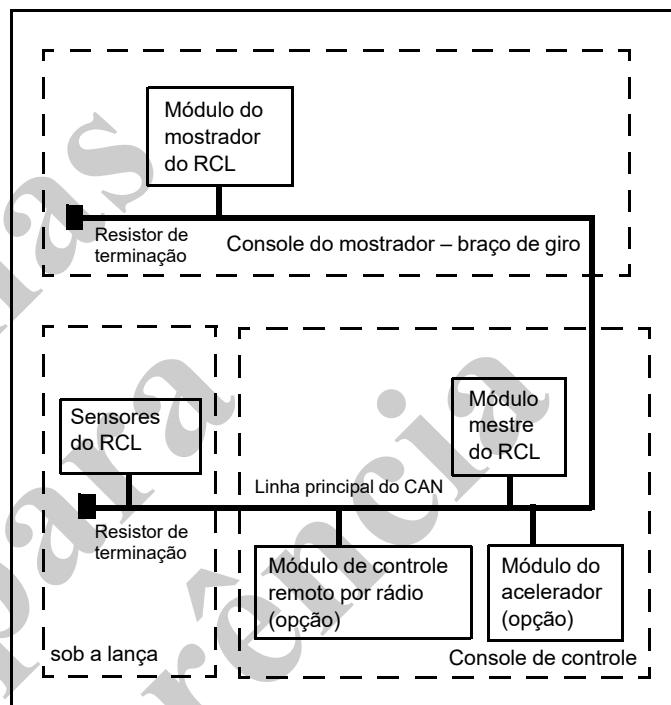 Módulo do
mostrador
do RCL
Resistor de
terminação
Console do mostrador – braço de giro
Sensores
do RCL
Módulo
mestre
do RCL
Linha principal do CAN
Resistor de
terminação
Módulo de controle
remoto por rádio
(opção)
Módulo do
acelerador
(opção)
sob a lança
Console de controle
para